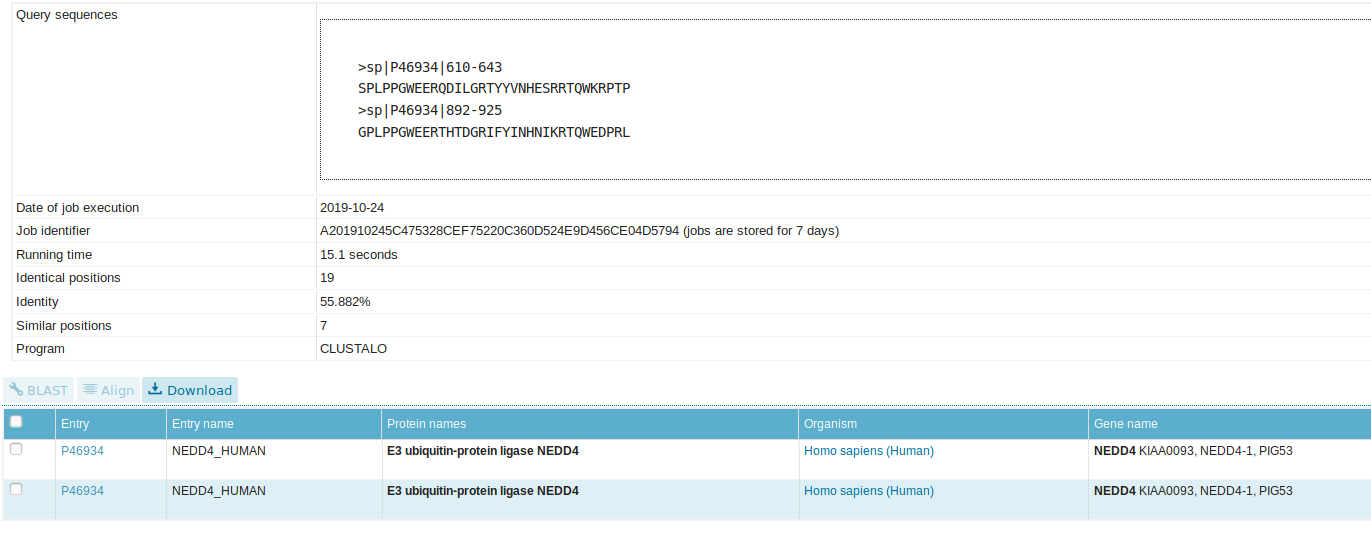 Query sequences
>sp|P46934|610-643
SPLPPGWEERQDILGRTYYVNHESRRTQWKRPTP
>sp|P46934|892-925
GPLPPGWEERTHTDGRIFYINHNIKRTQWEDPRL
Date of job execution 2019-10-24
Job identifier A201910245C475328CEF75220C360D524E9D456CE04D5794 (jobs are stored for 7 days)
Running time 15.1 seconds
Identical positions 19
Identity 55.882%
Similar positions 7
Program CLUSTALO
BLAST Align Download
Entry Entry name Protein names Organism Gene name
P46934 NEDD4_HUMAN E3 ubiquitin-protein ligase NEDD4 Homo sapiens (Human) NEDD4 KIAA0093, NEDD4-1, PIG53
P46934 NEDD4_HUMAN E3 ubiquitin-protein ligase NEDD4 Homo sapiens (Human) NEDD4 KIAA0093, NEDD4-1, PIG53